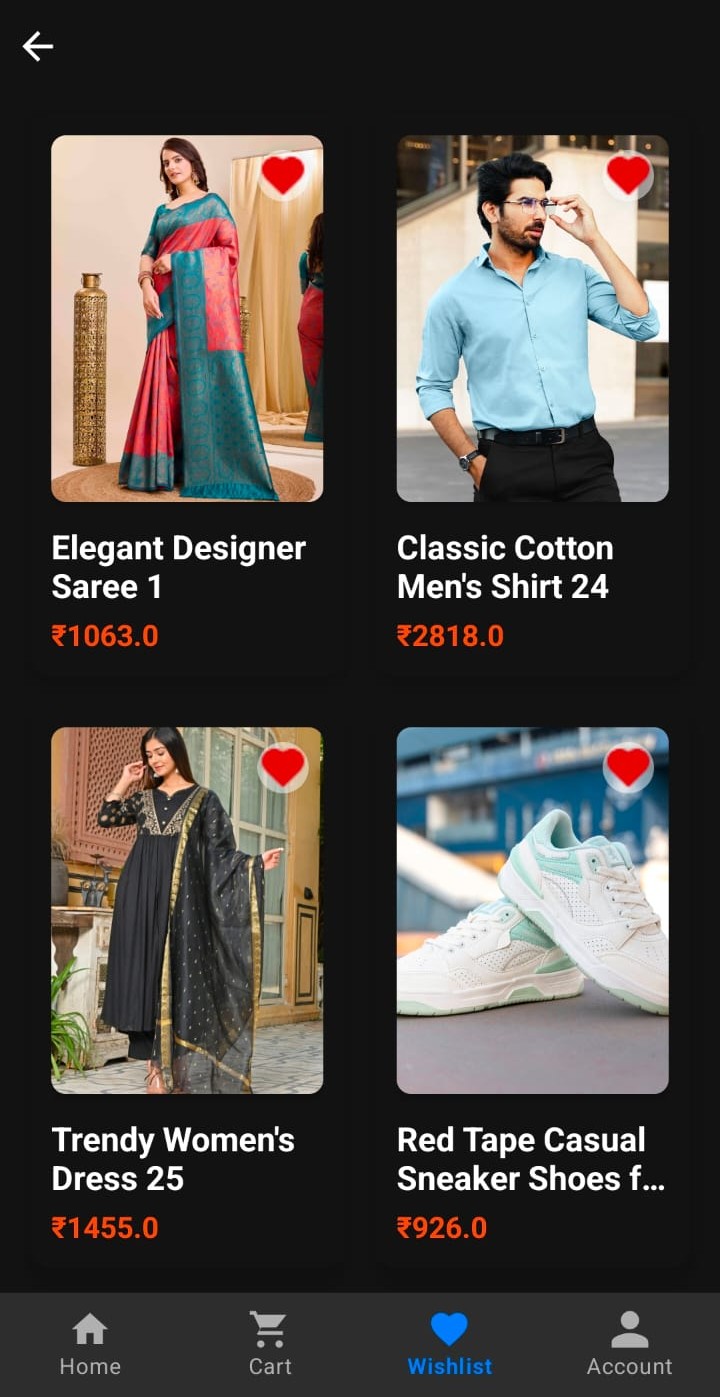 Elegant Designer
Saree 1
₹1063.0
Classic Cotton
Men's Shirt 24
₹2818.0
Trendy Women's
Dress 25
₹1455.0
Red Tape Casual
Sneaker Shoes f...
₹926.0
Home
Cart
Wishlist
Account